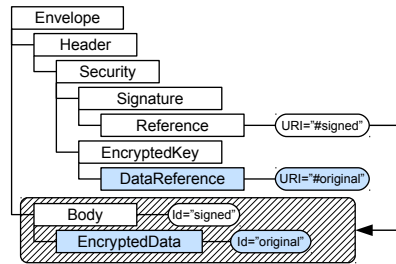 Envelope
Header
Security
Signature
Reference URI="#signed"
EncryptedKey
DataReference URI="#original"
Body Id="signed"
EncryptedData Id="original"